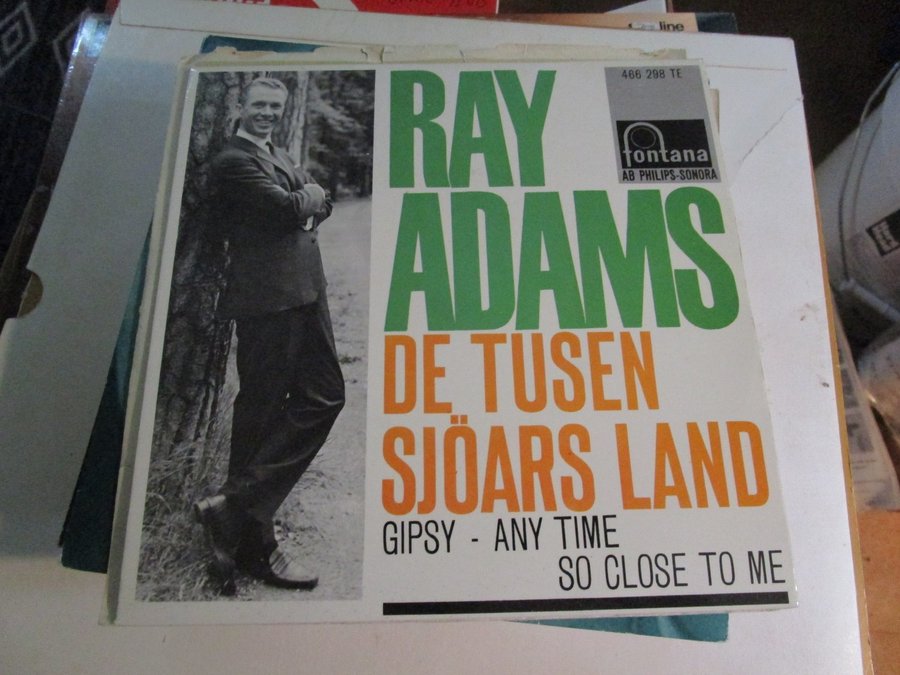 line
RAY
ADAMS
466 298 TE
fontana
AB PHILIPS-SONORA
DE TUSEN
SJÖARS LAND
GIPSY - ANY TIME
SO CLOSE TO ME